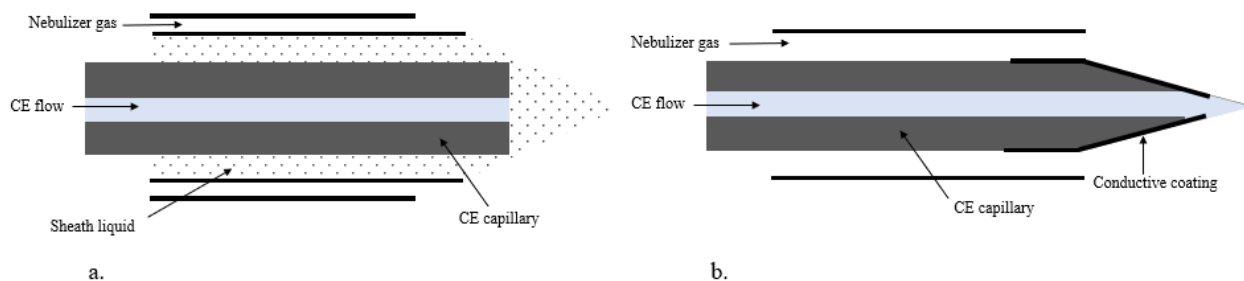 Nebulizer gas
CE flow
Sheath liquid
CE capillary
a.
Nebulizer gas
CE flow
Conductive coating
CE capillary
b.